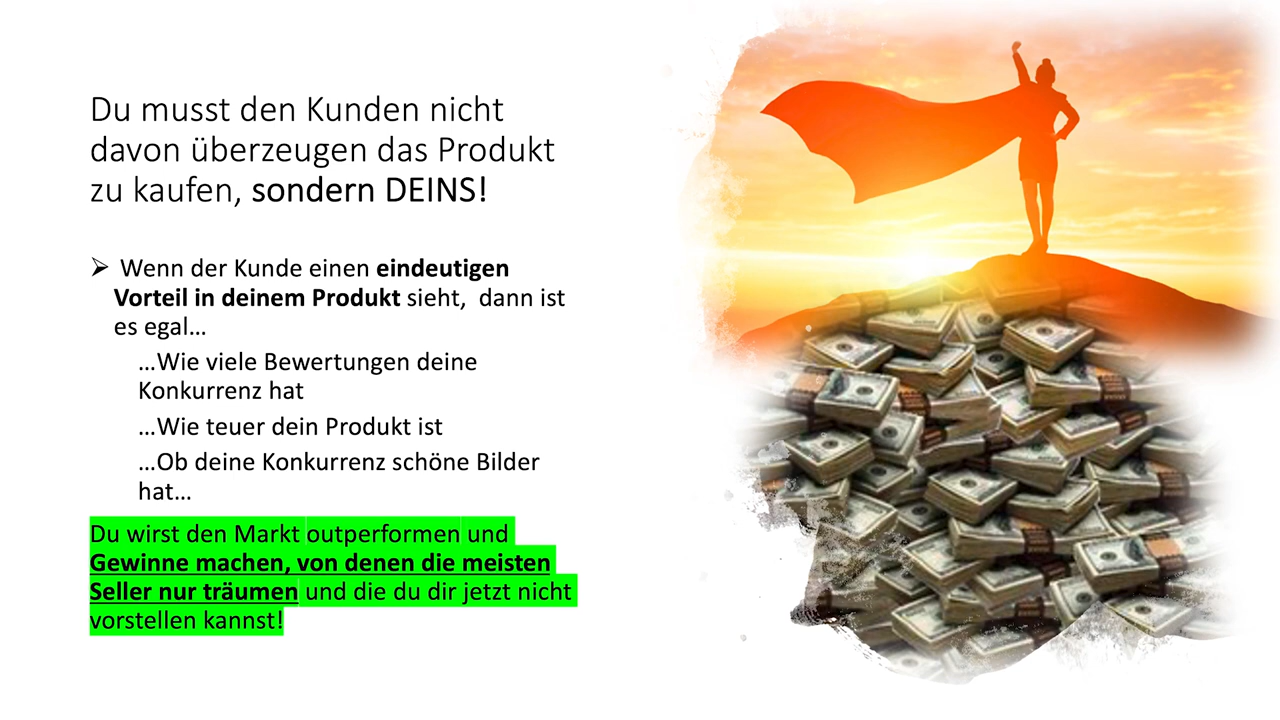 Du musst den Kunden nicht
davon überzeugen das Produkt
zu kaufen, sondern DEINS!
➢ Wenn der Kunde einen eindeutigen
Vorteil in deinem Produkt sieht, dann ist
es egal…
…Wie viele Bewertungen deine
Konkurrenz hat
…Wie teuer dein Produkt ist
…Ob deine Konkurrenz schöne Bilder
hat…
Du wirst den Markt outperformen und
Gewinne machen, von denen die meisten
Seller nur träumen und die du dir jetzt nicht
vorstellen kannst!